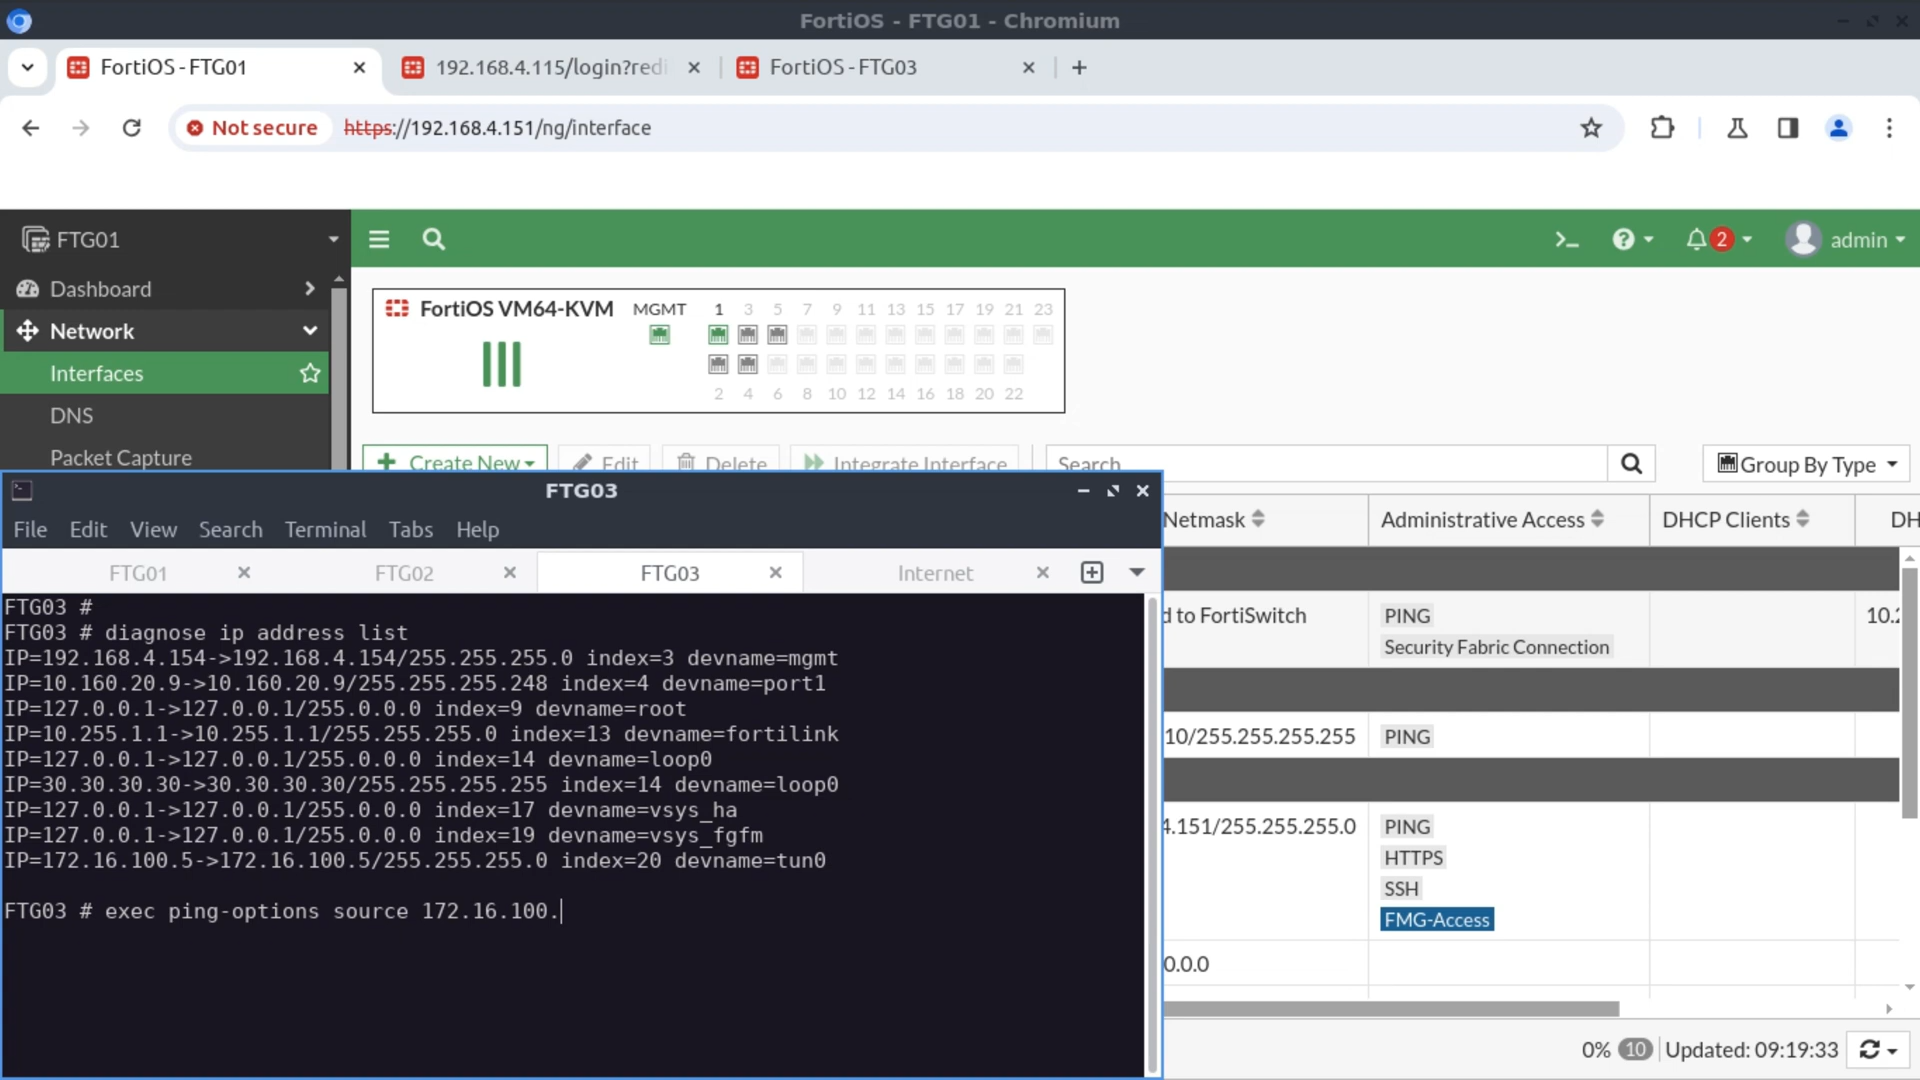 FortiOS - FTG01 - Chromium
FortiOS - FTG01
192.168.4.115/login?redi
FortiOS - FTG03
Not secure
https://192.168.4.151/ng/interface
FTG01
2
admin
Dashboard
Network
Interfaces
DNS
Packet Capture
FortiOS VM64-KVM
MGMT
1 3 5 7 9 11 13 15 17 19 21 23
2 4 6 8 10 12 14 16 18 20 22
Create New
Edit
Delete
Integrate Interface
Search
Group By Type
Netmask
Administrative Access
DHCP Clients
DH
d to FortiSwitch
PING
10.2
Security Fabric Connection
10/255.255.255.255
PING
4.151/255.255.255.0
PING
HTTPS
SSH
FMG-Access
0.0.0
0%
10
Updated: 09:19:33
FTG03
File Edit View Search Terminal Tabs Help
FTG01
FTG02
FTG03
Internet
FTG03 #
FTG03 # diagnose ip address list
IP=192.168.4.154->192.168.4.154/255.255.255.0 index=3 devname=mgmt
IP=10.160.20.9->10.160.20.9/255.255.255.248 index=4 devname=port1
IP=127.0.0.1->127.0.0.1/255.0.0.0 index=9 devname=root
IP=10.255.1.1->10.255.1.1/255.255.255.0 index=13 devname=fortilink
IP=127.0.0.1->127.0.0.1/255.0.0.0 index=14 devname=loop0
IP=30.30.30.30->30.30.30.30/255.255.255.255 index=14 devname=loop0
IP=127.0.0.1->127.0.0.1/255.0.0.0 index=17 devname=vsys_ha
IP=127.0.0.1->127.0.0.1/255.0.0.0 index=19 devname=vsys_fgfm
IP=172.16.100.5->172.16.100.5/255.255.255.0 index=20 devname=tun0
FTG03 # exec ping-options source 172.16.100.